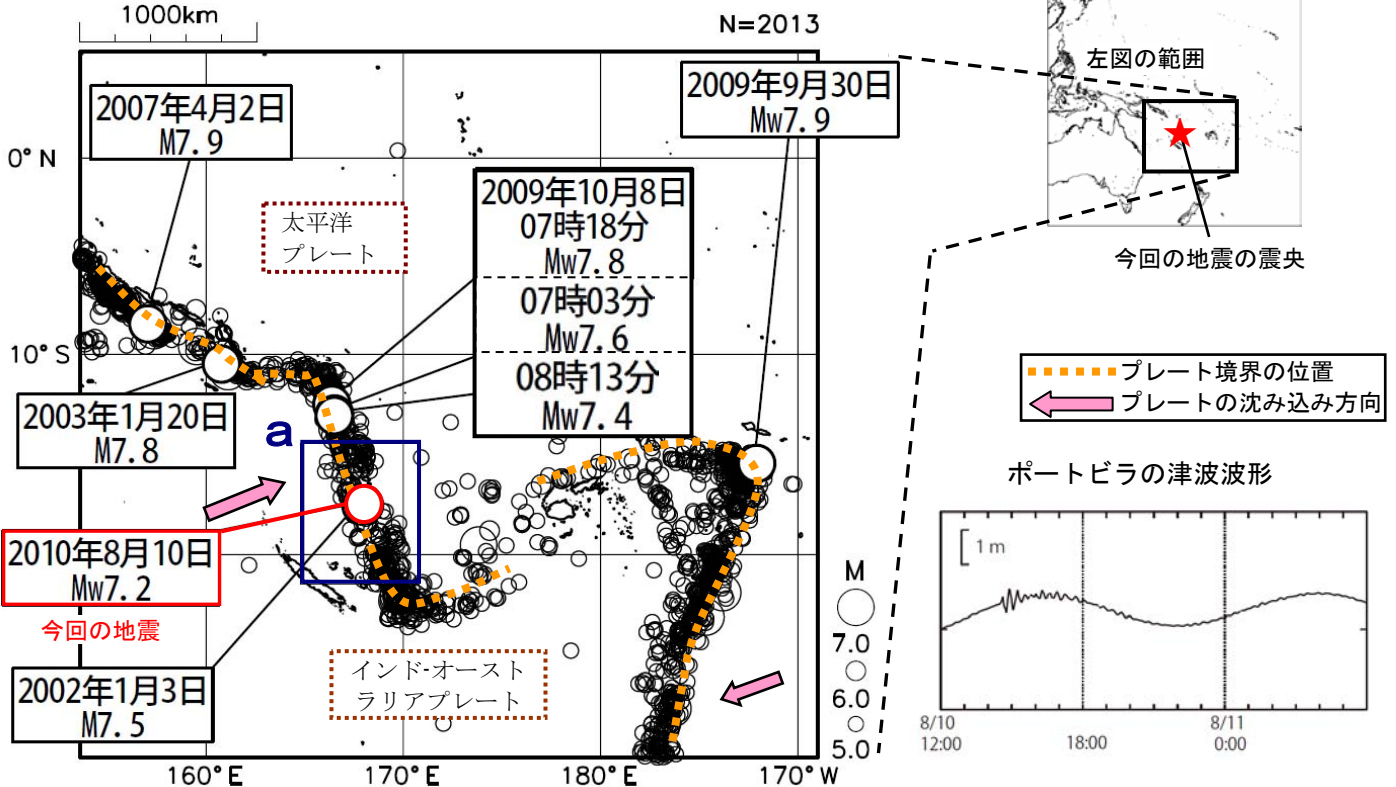 1000km
N=2013
2007年4月2日
M7.9
2009年9月30日
Mw7.9
左図の範囲
0°N
2009年10月8日
07時18分
Mw7.8
07時03分
Mw7.6
08時13分
Mw7.4
太平洋
プレート
今回の地震の震央
10°S
プレート境界の位置
プレートの沈み込み方向
2003年1月20日
M7.8
a
ポートビラの津波波形
2010年8月10日
Mw7.2
今回の地震
1m
M
7.0
6.0
5.0
インド-オースト
ラリアプレート
2002年1月3日
M7.5
8/10
12:00
18:00
8/11
0:00
160°E
170°E
180°E
170°W